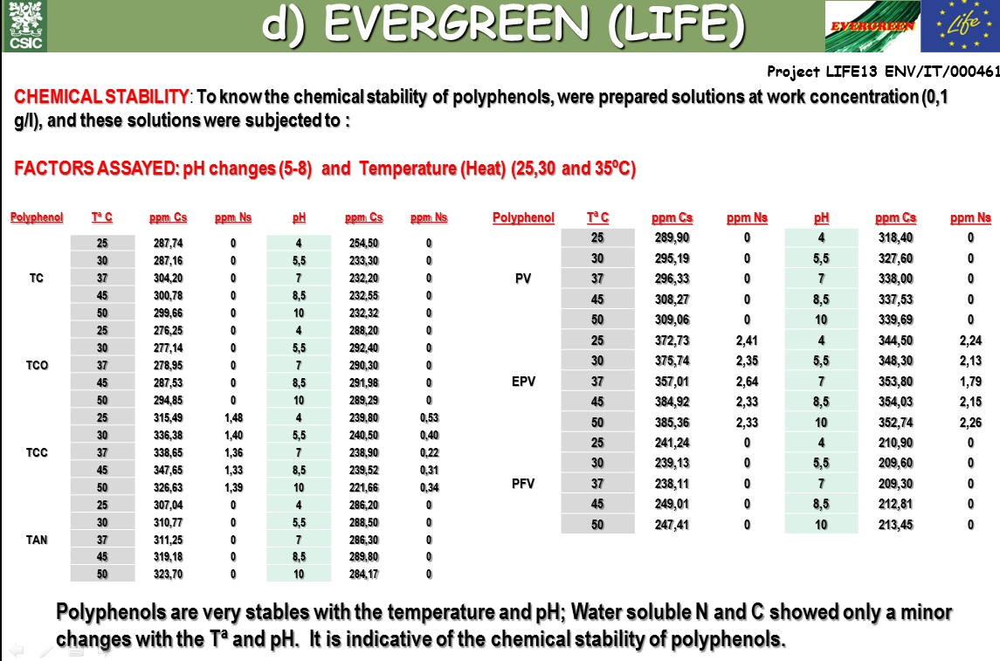 d) EVERGREEN (LIFE)
CSIC
EVERGREEN
Life
Project LIFE13 ENV/IT/000461
CHEMICAL STABILITY: To know the chemical stability of polyphenols, were prepared solutions at work concentration (0,1
g/l), and these solutions were subjected to :
FACTORS ASSAYED: pH changes (5-8) and Temperature (Heat) (25,30 and 35ºC)
Polyphenol Tª C ppm Cs ppm Ns pH ppm Cs ppm Ns
25 287,74 0 4 254,50 0
30 287,16 0 5,5 233,30 0
TC 37 304,20 0 7 232,20 0
45 300,78 0 8,5 232,55 0
50 299,66 0 10 232,32 0
25 276,25 0 4 288,20 0
30 277,14 0 5,5 292,40 0
TCO 37 278,95 0 7 290,30 0
45 287,53 0 8,5 291,98 0
50 294,85 0 10 289,29 0
25 315,49 1,48 4 239,80 0,53
30 336,38 1,40 5,5 240,50 0,40
TCC 37 338,65 1,36 7 238,90 0,22
45 347,65 1,33 8,5 239,52 0,31
50 326,63 1,39 10 221,66 0,34
25 307,04 0 4 286,20 0
30 310,77 0 5,5 288,50 0
TAN 37 311,25 0 7 286,30 0
45 319,18 0 8,5 289,80 0
50 323,70 0 10 284,17 0
Polyphenol Tª C ppm Cs ppm Ns pH ppm Cs ppm Ns
25 289,90 0 4 318,40 0
30 295,19 0 5,5 327,60 0
PV 37 296,33 0 7 338,00 0
45 308,27 0 8,5 337,53 0
50 309,06 0 10 339,69 0
25 372,73 2,41 4 344,50 2,24
30 375,74 2,35 5,5 348,30 2,13
EPV 37 357,01 2,64 7 353,80 1,79
45 384,92 2,33 8,5 354,03 2,15
50 385,36 2,33 10 352,74 2,26
25 241,24 0 4 210,90 0
30 239,13 0 5,5 209,60 0
PFV 37 238,11 0 7 209,30 0
45 249,01 0 8,5 212,81 0
50 247,41 0 10 213,45 0
Polyphenols are very stables with the temperature and pH; Water soluble N and C showed only a minor
changes with the Tª and pH. It is indicative of the chemical stability of polyphenols.